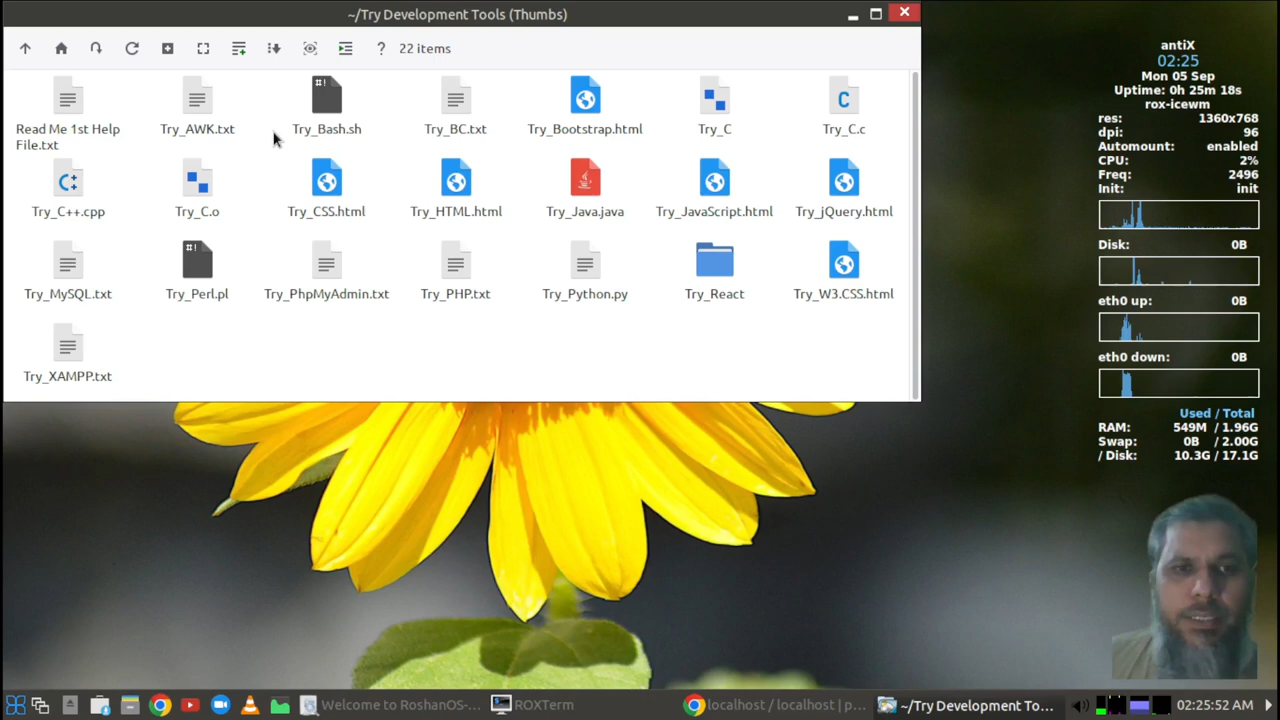 ~/Try Development Tools (Thumbs)
? 22 items
#!
C
Read Me 1st Help
File.txt
Try_AWK.txt
Try_Bash.sh
Try_BC.txt
Try_Bootstrap.html
Try_C
Try_C.c
Try_C++.cpp
Try_C.o
Try_CSS.html
Try_HTML.html
Try_Java.java
Try_JavaScript.html
Try_jQuery.html
#!
Try_MySQL.txt
Try_Perl.pl
Try_PhpMyAdmin.txt
Try_PHP.txt
Try_Python.py
Try_React
Try_W3.CSS.html
Try_XAMPP.txt
antiX
02:25
Mon 05 Sep
Uptime: 0h 25m 18s
rox-icewm
res: 1360x768
dpi: 96
Automount: enabled
CPU: 2%
Freq: 2496
Init: init
Disk: 0B
eth0 up: 0B
eth0 down: 0B
Used / Total
RAM: 549M / 1.96G
Swap: 0B / 2.00G
/ Disk: 10.3G / 17.1G
Welcome to RoshanOS-...
ROXTerm
localhost / localhost | p...
~/Try Development To...
02:25:52 AM